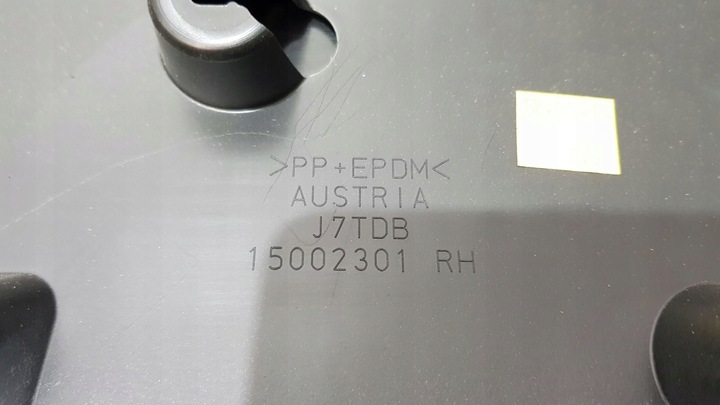 >PP+EPDM<
AUSTRIA
J7TDB
15002301 RH